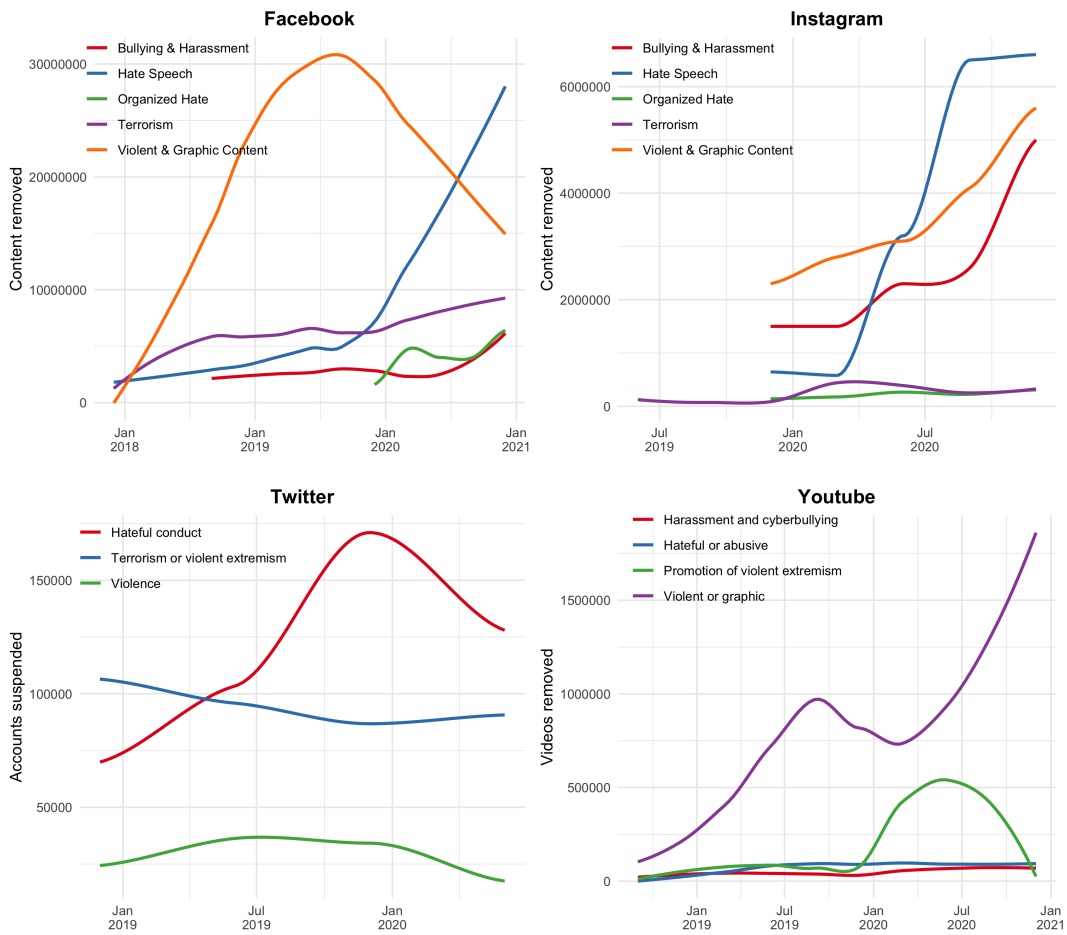 Facebook
Bullying & Harassment
Hate Speech
Organized Hate
Terrorism
Violent & Graphic Content
Content removed
30000000
20000000
10000000
0
Jan
2018
Jan
2019
Jan
2020
Jan
2021
Instagram
Bullying & Harassment
Hate Speech
Organized Hate
Terrorism
Violent & Graphic Content
Content removed
6000000
4000000
2000000
0
Jul
2019
Jan
2020
Jul
2020
Twitter
Hateful conduct
Terrorism or violent extremism
Violence
Accounts suspended
150000
100000
50000
Jan
2019
Jul
2019
Jan
2020
Youtube
Harassment and cyberbullying
Hateful or abusive
Promotion of violent extremism
Violent or graphic
Videos removed
1500000
1000000
500000
0
Jan
2019
Jul
2019
Jan
2020
Jul
2020
Jan
2021